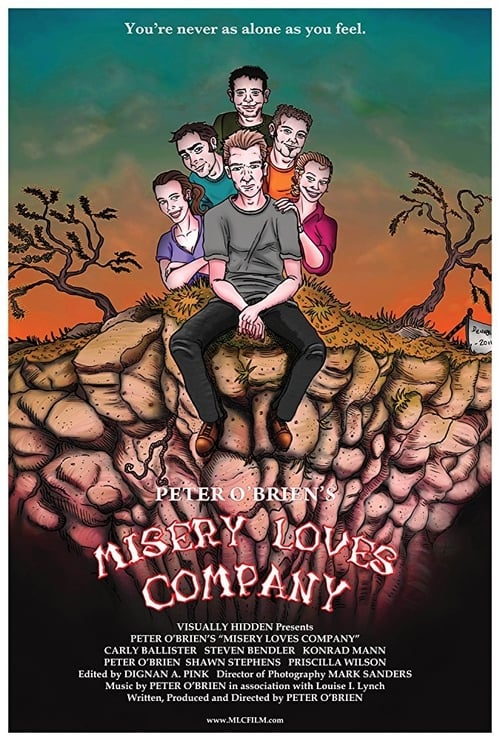 You're never as alone as you feel.
PETER O'BRIEN'S
MISERY LOVES
COMPANY
VISUALLY HIDDEN Presents
PETER O'BRIEN'S "MISERY LOVES COMPANY"
CARLY BALLISTER STEVEN BENDLER KONRAD MANN
PETER O'BRIEN SHAWN STEPHENS PRISCILLA WILSON
Edited by DIGNAN A. PINK Director of Photography MARK SANDERS
Music by PETER O'BRIEN in association with Louise I. Lynch
Written, Produced and Directed by PETER O'BRIEN
www.MLCFILM.com